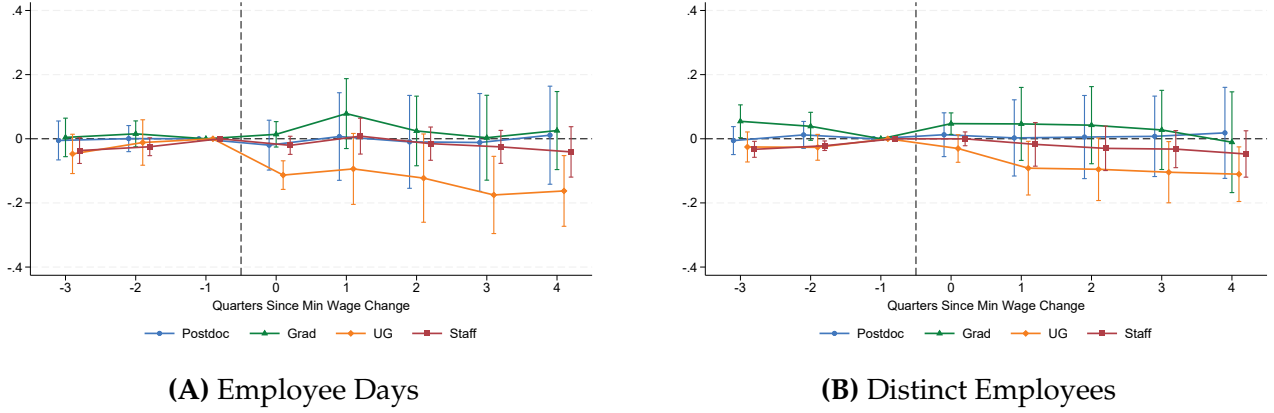 .4
.2
0
-.2
-.4
-3 -2 -1 0 1 2 3 4
Quarters Since Min Wage Change
Postdoc Grad UG Staff
(A) Employee Days
.4
.2
0
-.2
-.4
-3 -2 -1 0 1 2 3 4
Quarters Since Min Wage Change
Postdoc Grad UG Staff
(B) Distinct Employees